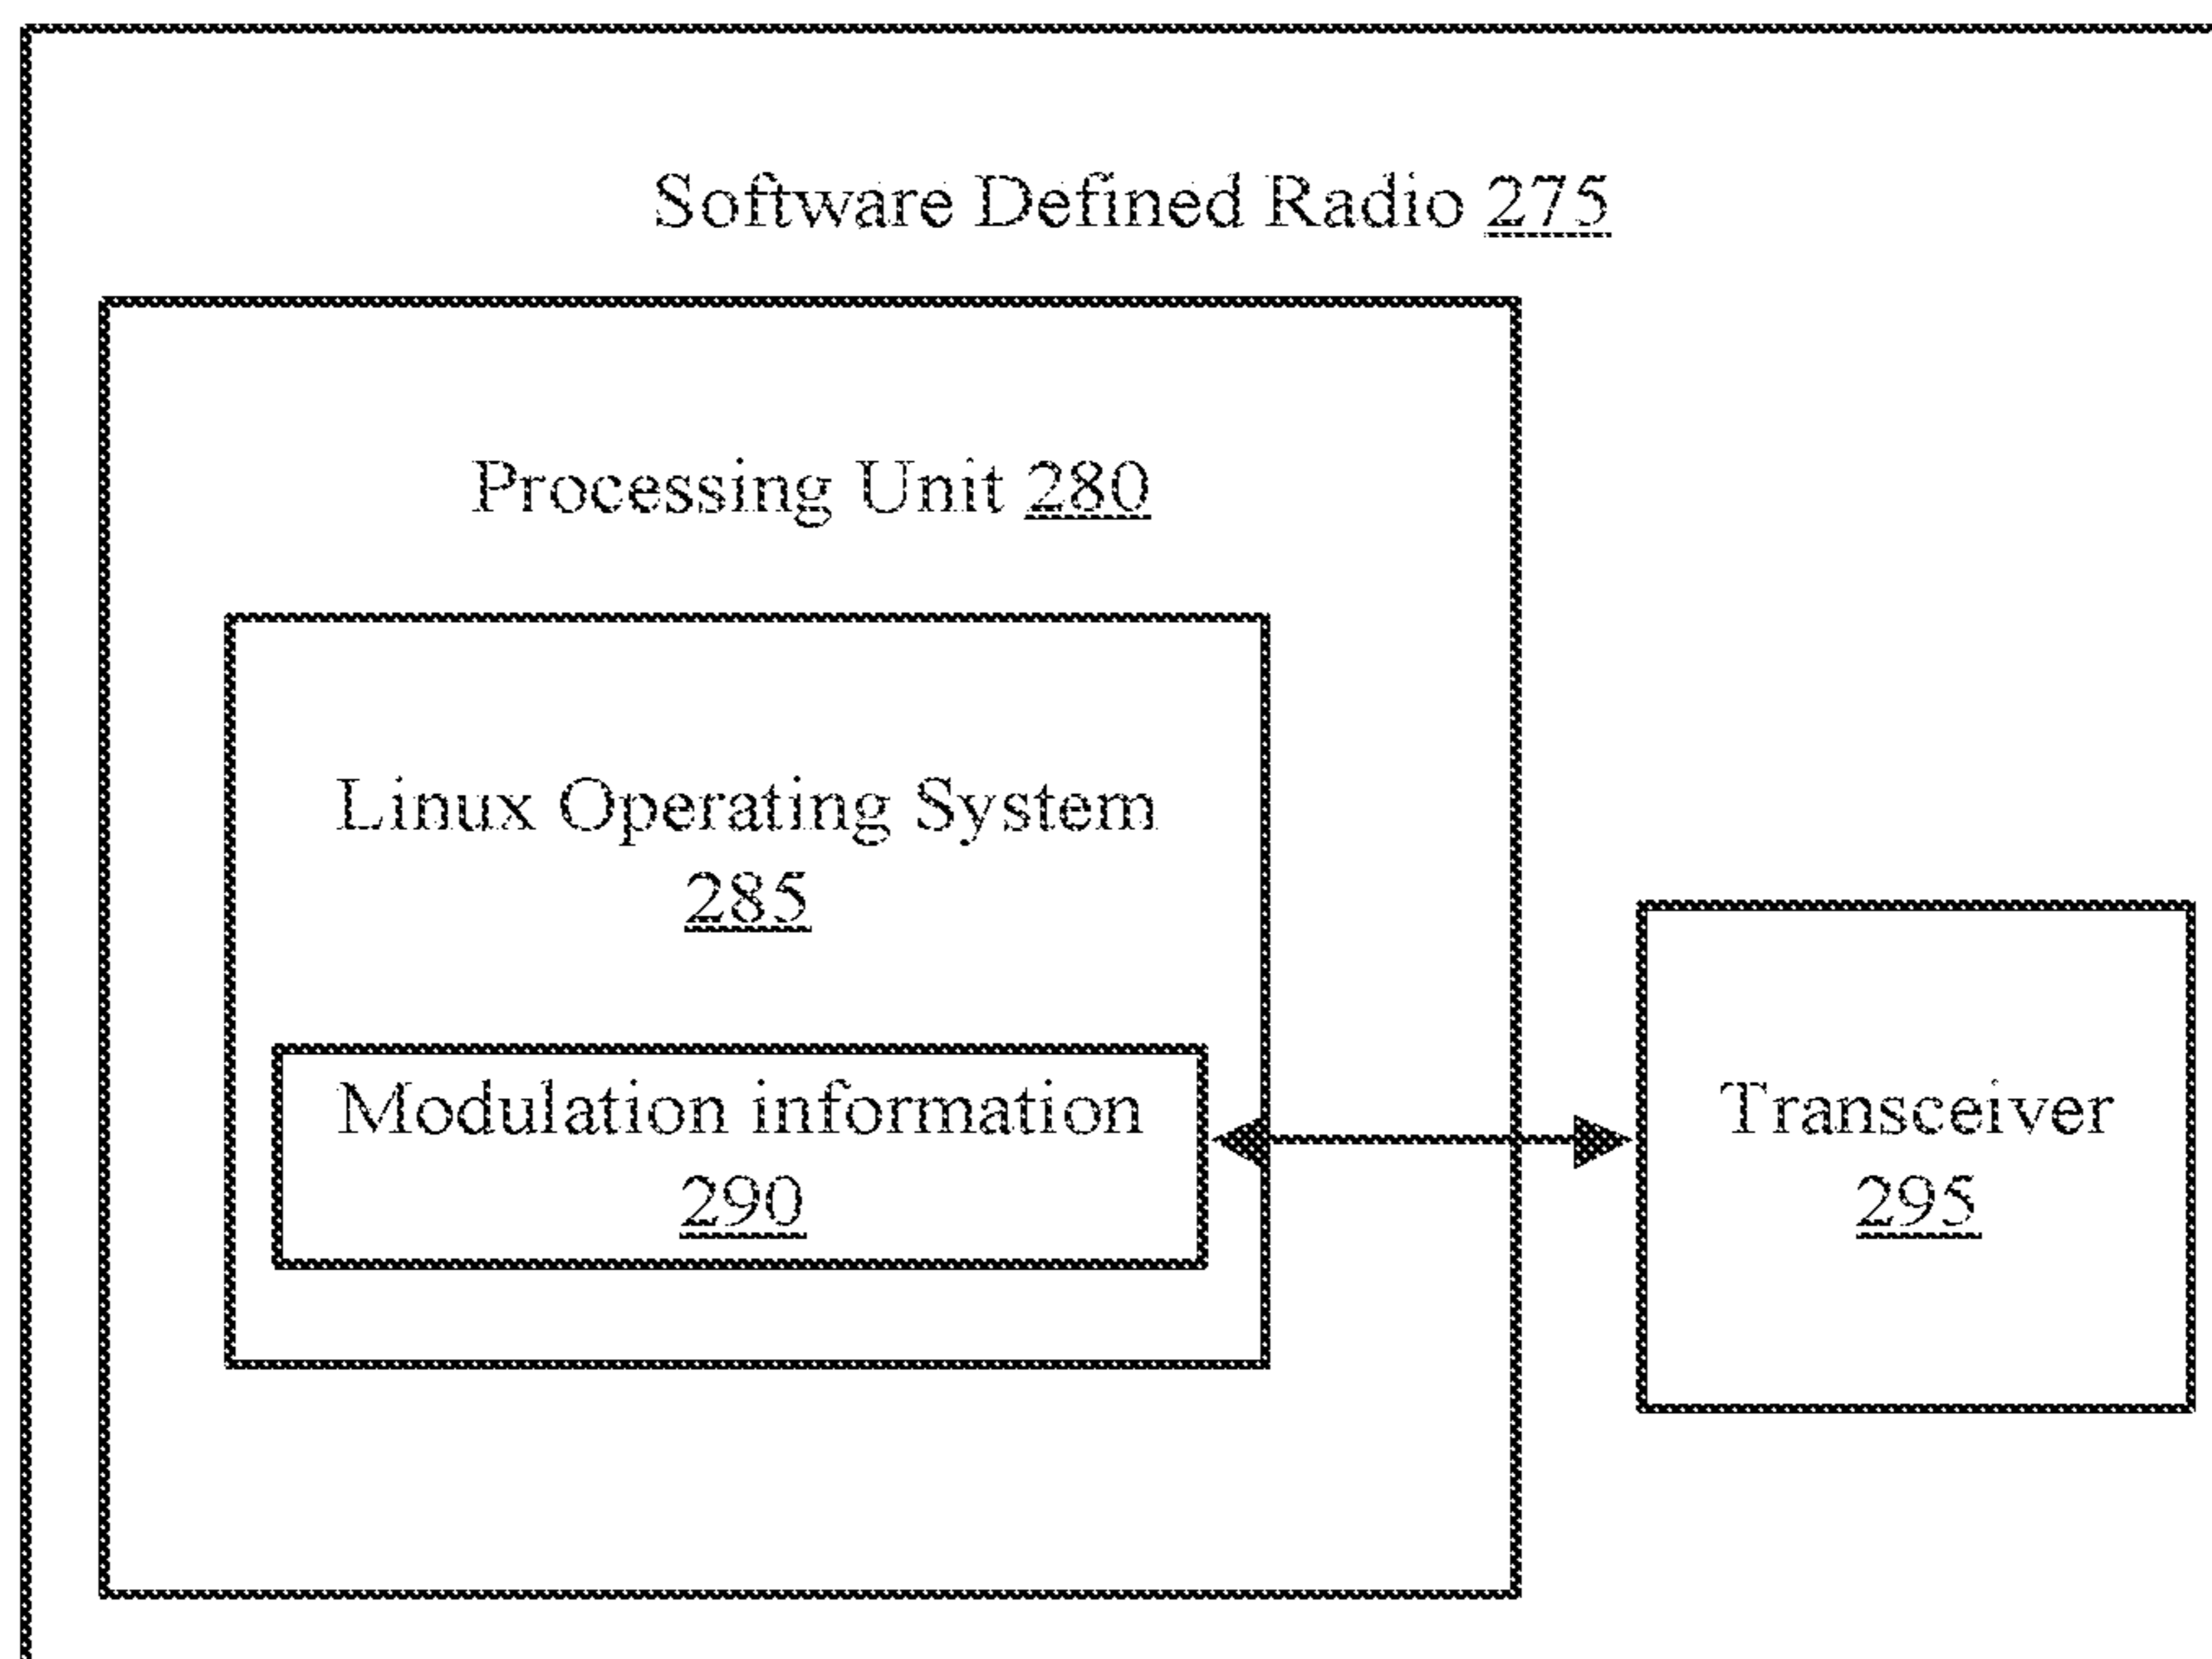 Software Defined Radio 275
Processing Unit 280
Linux Operating System
285
Modulation information
290
Transceiver
295